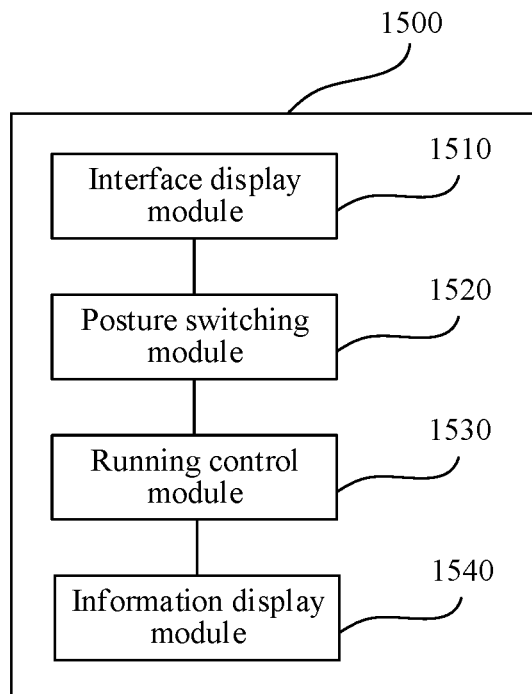 1500
Interface display
module
1510
Posture switching
module
1520
Running control
module
1530
Information display
module
1540